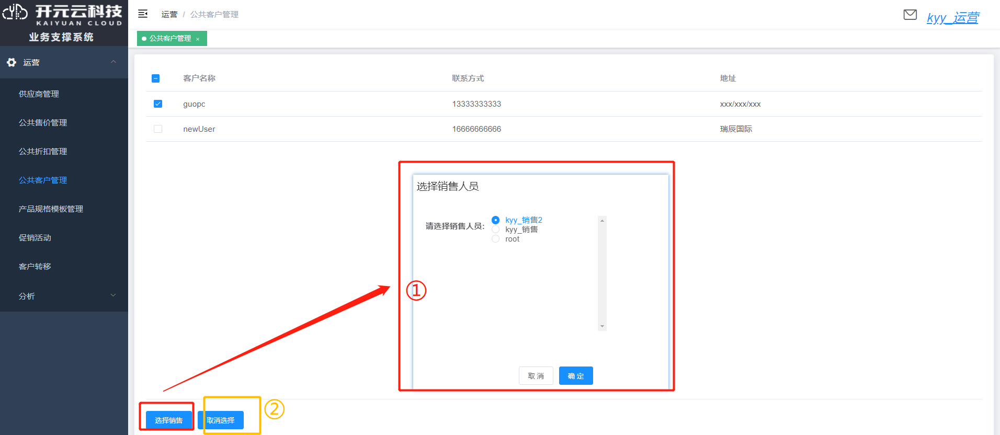 开元云科技
KAIYUAN CLOUD
业务支撑系统
运营
供应商管理
公共售价管理
公共折扣管理
公共客户管理
产品规格模板管理
促销活动
客户转移
分析
运营 / 公共客户管理
kyy_运营
公共客户管理 ×
客户名称 联系方式 地址
guopc 13333333333 xxx/xxx/xxx
newUser 16666666666 瑞辰国际
选择销售人员
请选择销售人员:
kyy_销售2
kyy_销售
root
①
取 消 确 定
选择销售 取消选择
②